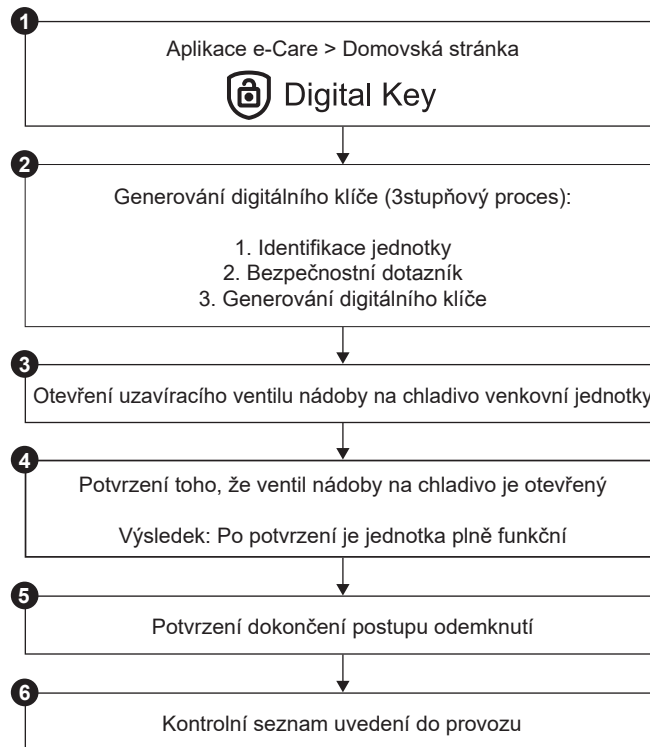 1
Aplikace e-Care > Domovská stránka
Digital Key
2
Generování digitálního klíče (3stupňový proces):
1. Identifikace jednotky
2. Bezpečnostní dotazník
3. Generování digitálního klíče
3
Otevření uzavíracího ventilu nádoby na chladivo venkovní jednotky
4
Potvrzení toho, že ventil nádoby na chladivo je otevřený
Výsledek: Po potvrzení je jednotka plně funkční
5
Potvrzení dokončení postupu odemknutí
6
Kontrolní seznam uvedení do provozu